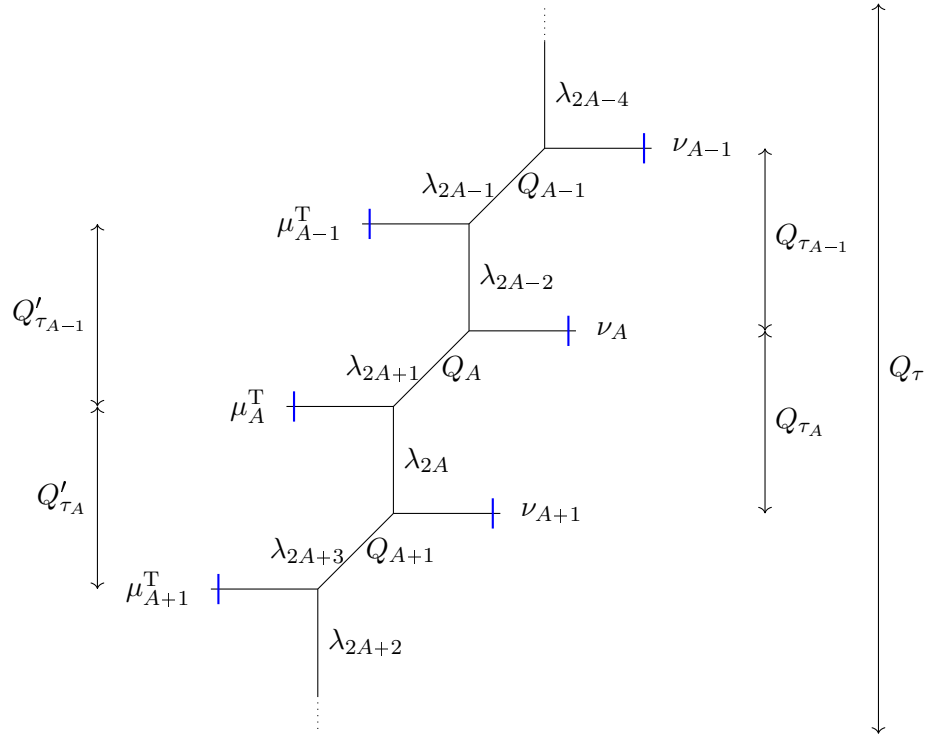 λ_{2A−4}
ν_{A−1}
λ_{2A−1}
Q_{A−1}
μ^T_{A−1}
Q_{τ_{A−1}}
λ_{2A−2}
Q′_{τ_{A−1}}
ν_A
λ_{2A+1}
Q_A
Q_τ
μ^T_A
Q_{τ_A}
λ_{2A}
Q′_{τ_A}
ν_{A+1}
λ_{2A+3}
Q_{A+1}
μ^T_{A+1}
λ_{2A+2}